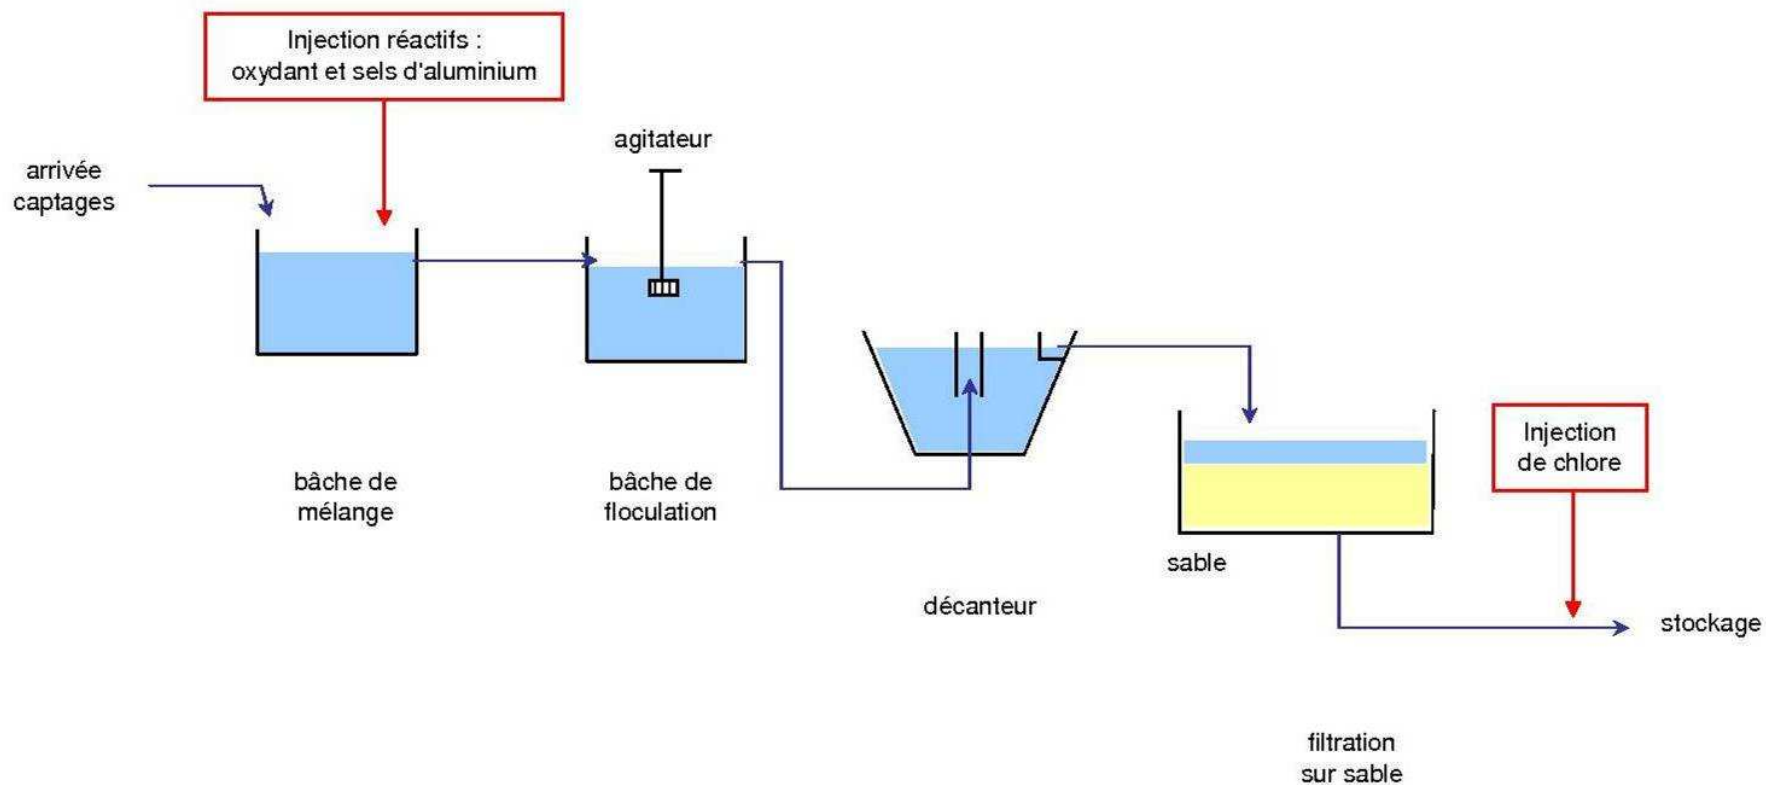 Injection réactifs :
oxydant et sels d'aluminium
agitateur
arrivée
captages
bâche de
mélange
bâche de
floculation
décanteur
sable
Injection
de chlore
stockage
filtration
sur sable